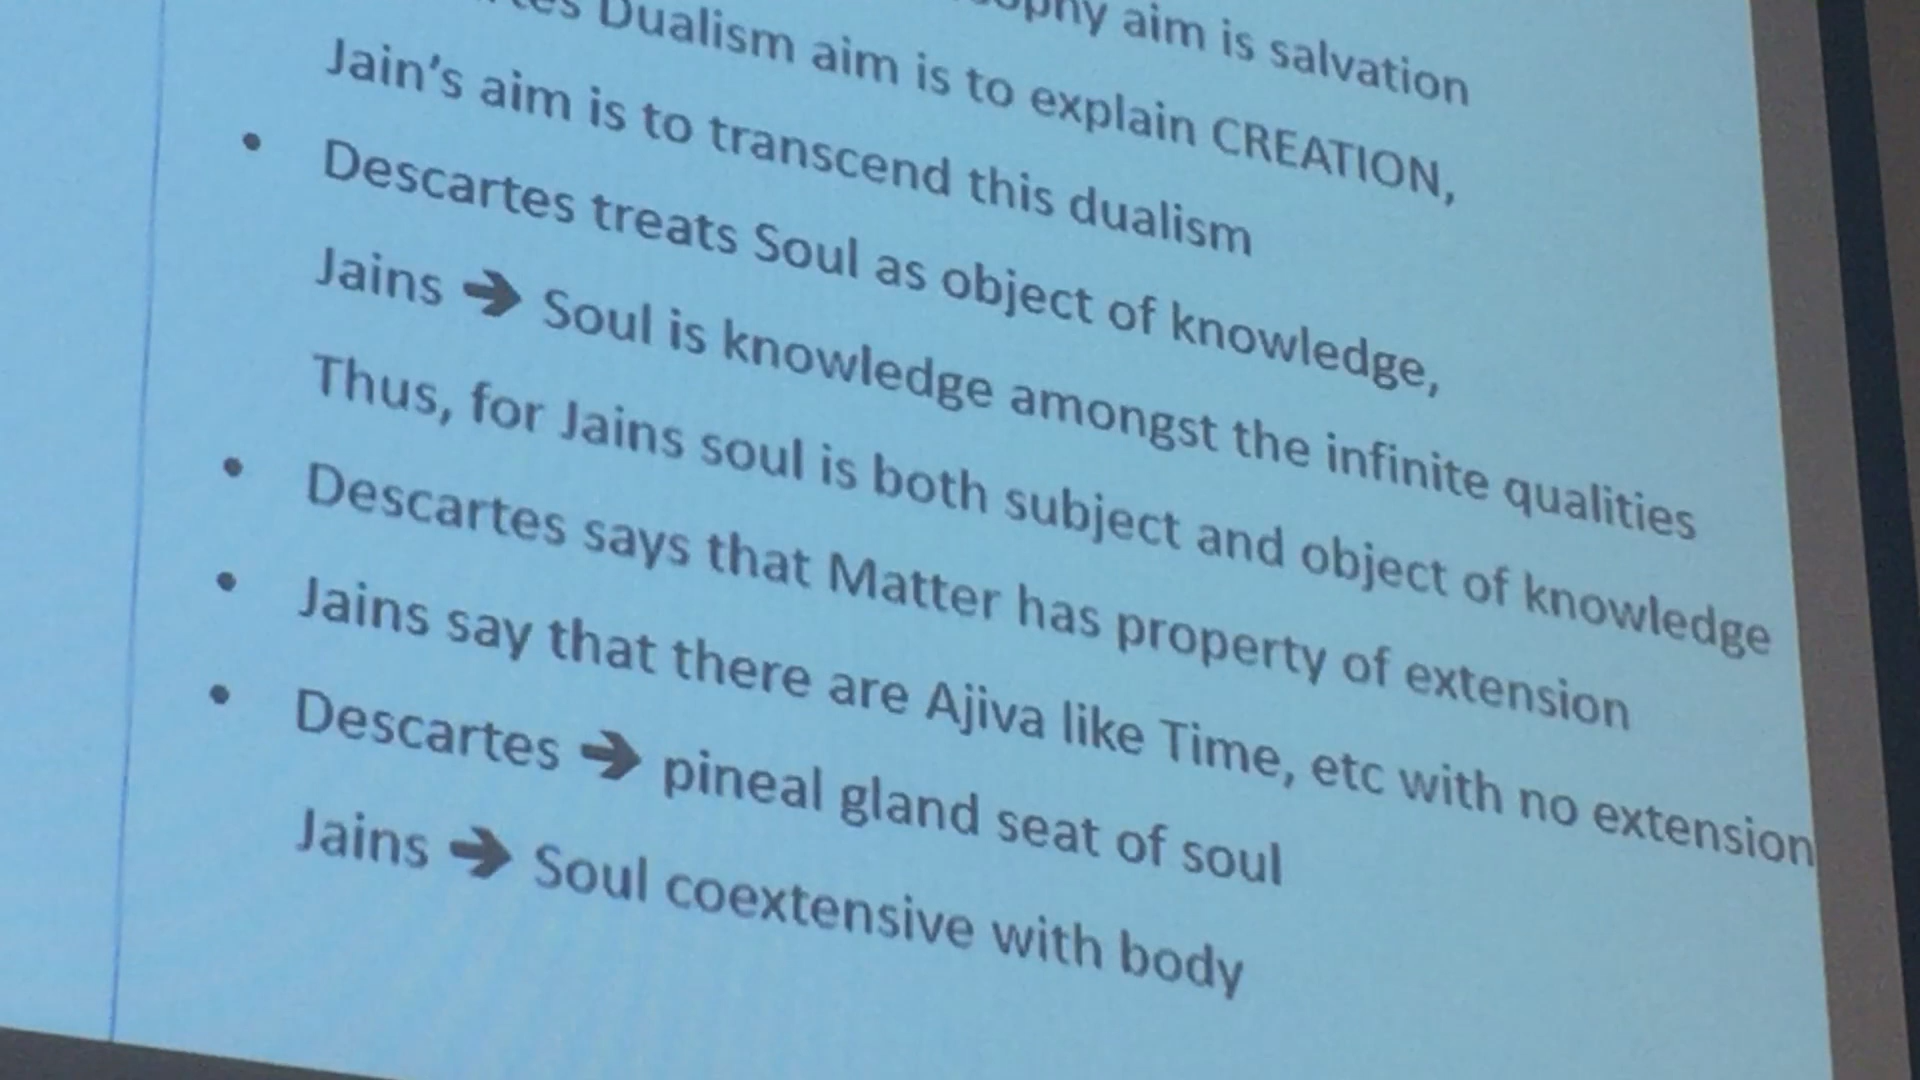 aim is salvation
Dualism aim is to explain CREATION,
Jain's aim is to transcend this dualism
• Descartes treats Soul as object of knowledge,
Jains ➔ Soul is knowledge amongst the infinite qualities
Thus, for Jains soul is both subject and object of knowledge
• Descartes says that Matter has property of extension
• Jains say that there are Ajiva like Time, etc with no extension
• Descartes ➔ pineal gland seat of soul
Jains ➔ Soul coextensive with body